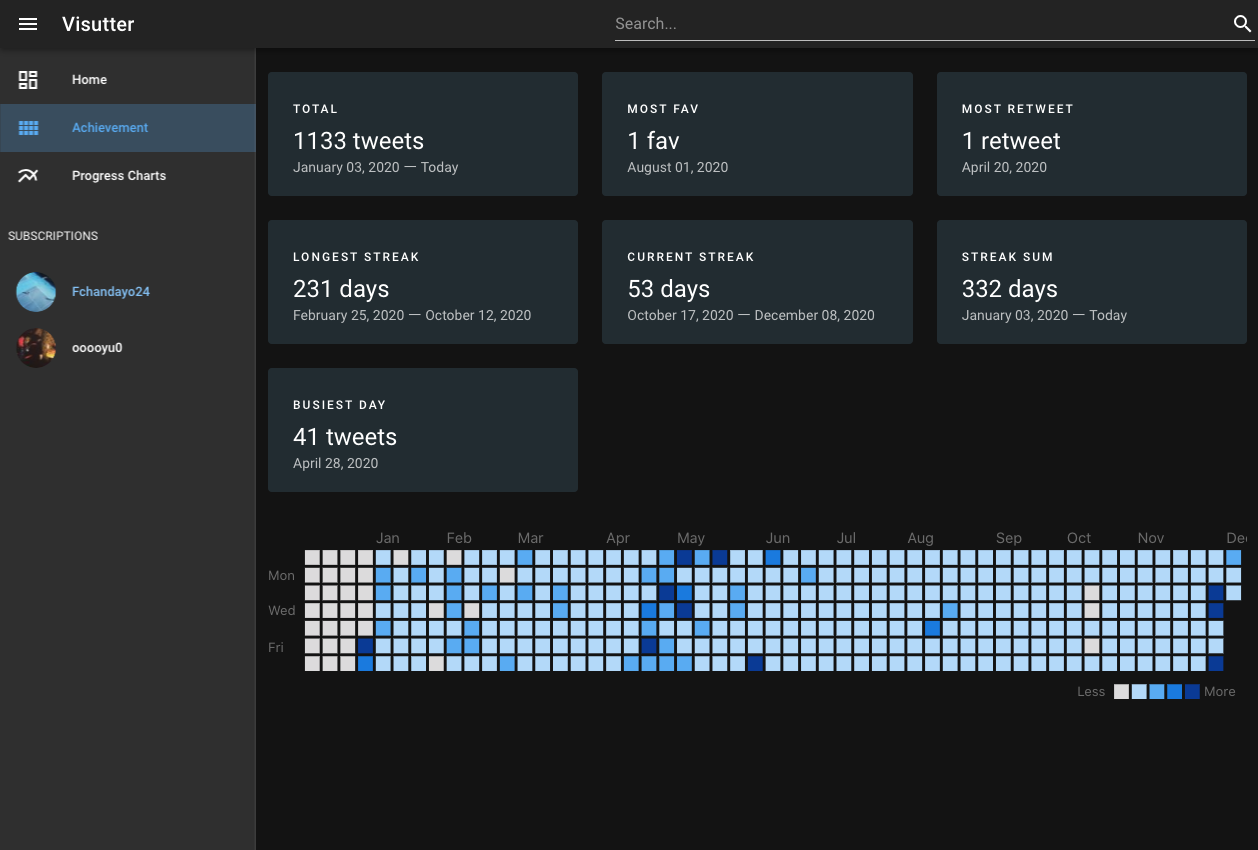 Visutter
Search...
Home
Achievement
Progress Charts
SUBSCRIPTIONS
Fchandayo24
ooooyu0
TOTAL
1133 tweets
January 03, 2020 — Today
MOST FAV
1 fav
August 01, 2020
MOST RETWEET
1 retweet
April 20, 2020
LONGEST STREAK
231 days
February 25, 2020 — October 12, 2020
CURRENT STREAK
53 days
October 17, 2020 — December 08, 2020
STREAK SUM
332 days
January 03, 2020 — Today
BUSIEST DAY
41 tweets
April 28, 2020
Jan Feb Mar Apr May Jun Jul Aug Sep Oct Nov Dec
Mon
Wed
Fri
Less More